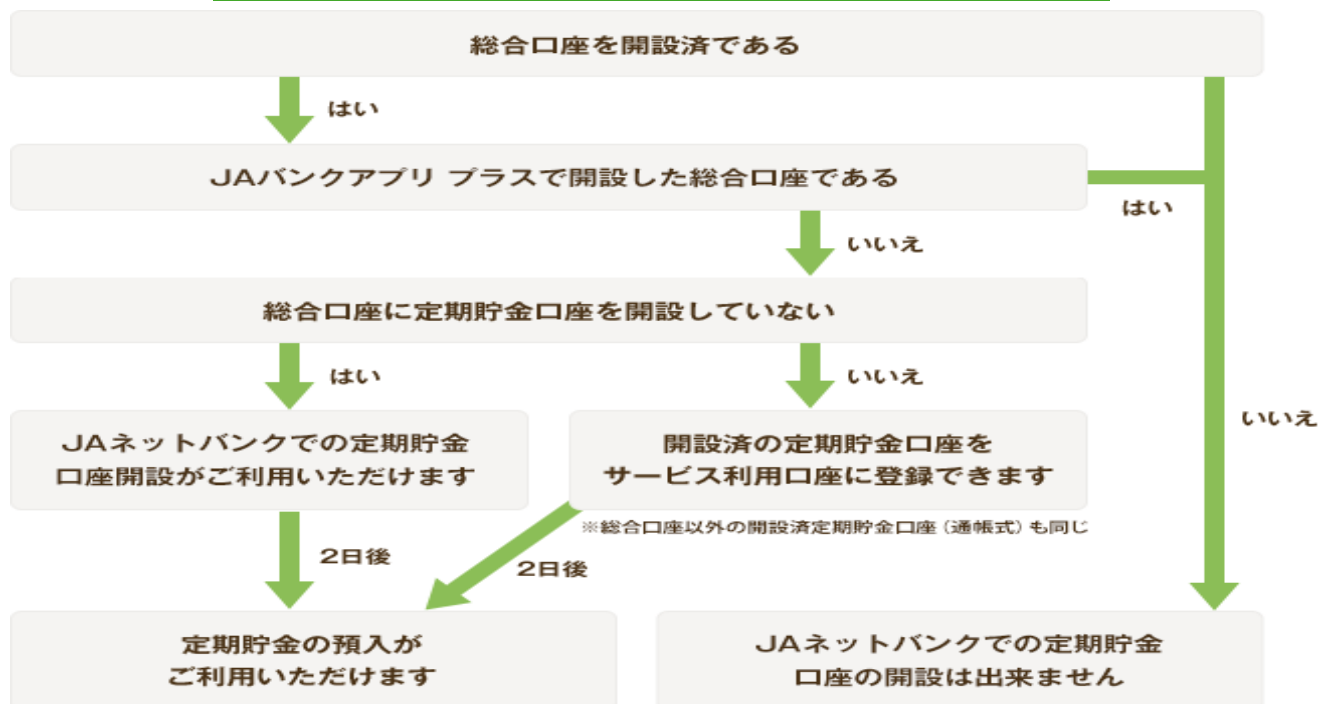 総合口座を開設済である
はい
JAバンクアプリ プラスで開設した総合口座である
はい
いいえ
総合口座に定期貯金口座を開設していない
はい
いいえ
いいえ
JAネットバンクでの定期貯金
口座開設がご利用いただけます
開設済の定期貯金口座を
サービス利用口座に登録できます
※総合口座以外の開設済定期貯金口座（通帳式）も同じ
2日後
2日後
定期貯金の預入が
ご利用いただけます
JAネットバンクでの定期貯金
口座の開設は出来ません